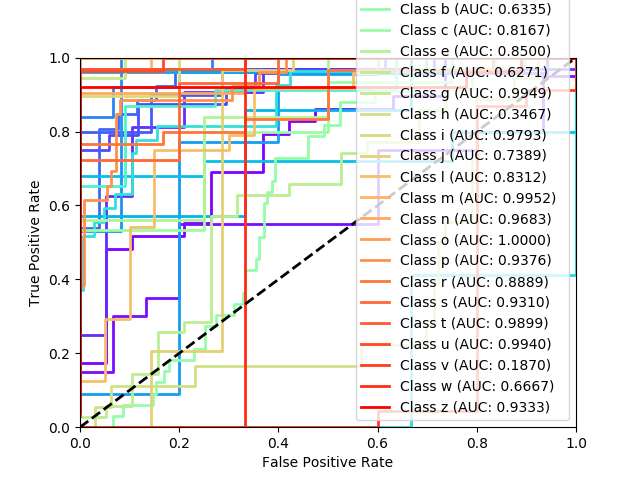 Class b (AUC: 0.6335)
Class c (AUC: 0.8167)
Class e (AUC: 0.8500)
Class f (AUC: 0.6271)
Class g (AUC: 0.9949)
Class h (AUC: 0.3467)
Class i (AUC: 0.9793)
Class j (AUC: 0.7389)
Class l (AUC: 0.8312)
Class m (AUC: 0.9952)
Class n (AUC: 0.9683)
Class o (AUC: 1.0000)
Class p (AUC: 0.9376)
Class r (AUC: 0.8889)
Class s (AUC: 0.9310)
Class t (AUC: 0.9899)
Class u (AUC: 0.9940)
Class v (AUC: 0.1870)
Class w (AUC: 0.6667)
Class z (AUC: 0.9333)
1.0
0.8
0.6
0.4
0.2
0.0
True Positive Rate
0.0 0.2 0.4 0.6 0.8 1.0
False Positive Rate